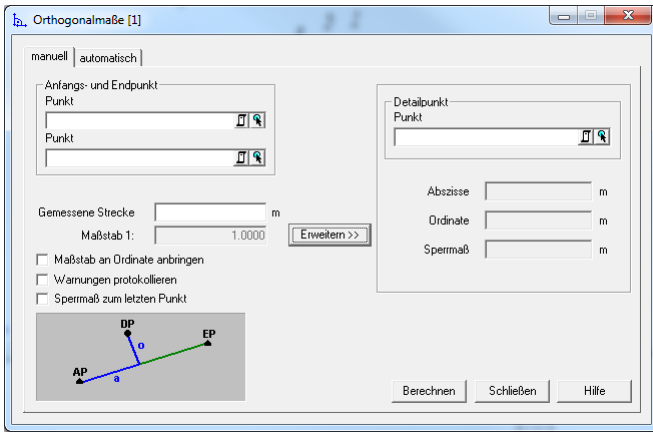 Orthogonalmaße [1]
manuell automatisch
Anfangs- und Endpunkt
Punkt
Punkt
Gemessene Strecke m
Maßstab 1: 1.0000
Erweitern >>
Maßstab an Ordinate anbringen
Warnungen protokollieren
Sperrmaß zum letzten Punkt
DP
o
EP
AP
a
Detailpunkt
Punkt
Abszisse m
Ordinate m
Sperrmaß m
Berechnen Schließen Hilfe